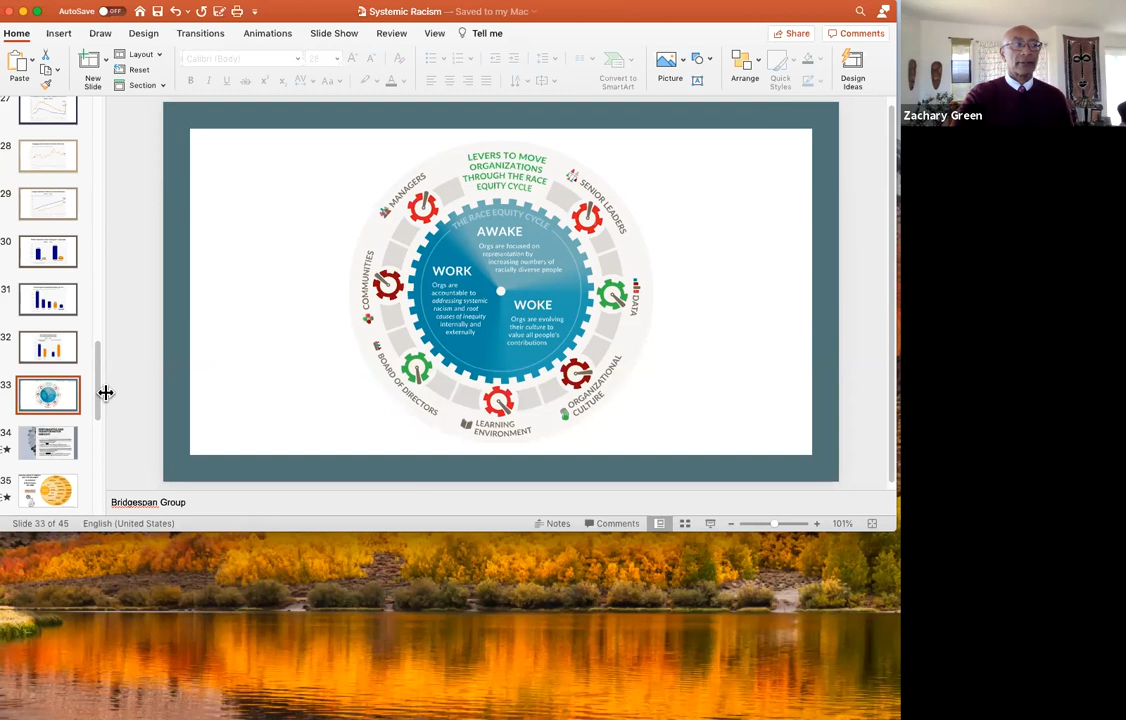 AutoSave OFF
Systemic Racism — Saved to my Mac
Home Insert Draw Design Transitions Animations Slide Show Review View Tell me
Share Comments
Paste
New
Slide
Layout
Reset
Section
Calibri (Body) 28
B I U ab
Aa
A
Convert to
SmartArt
Picture
Arrange
Quick
Styles
Design
Ideas
Zachary Green
27
28
29
30
31
32
33
34
35
LEVERS TO MOVE
ORGANIZATIONS
THROUGH THE RACE
EQUITY CYCLE
SENIOR LEADERS
DATA
ORGANIZATIONAL
CULTURE
LEARNING
ENVIRONMENT
BOARD OF DIRECTORS
COMMUNITIES
MANAGERS
THE RACE EQUITY CYCLE
AWAKE
Orgs are focused on
representation by
increasing numbers of
racially diverse people
WOKE
Orgs are evolving
their culture to
value all people's
contributions
WORK
Orgs are
accountable to
addressing systemic
racism and root
causes of inequity
internally and
externally
Bridgespan Group
Slide 33 of 45 English (United States)
Notes Comments 101%